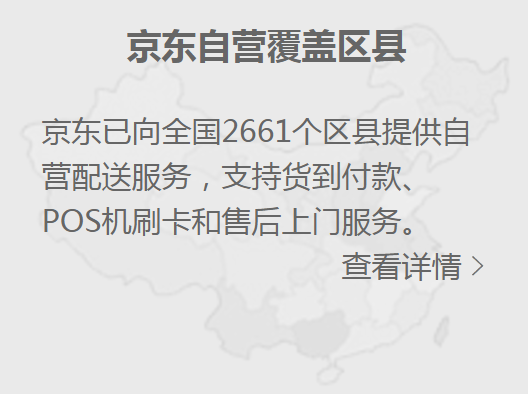 京东自营覆盖区县
京东已向全国2661个区县提供自
营配送服务，支持货到付款、
POS机刷卡和售后上门服务。
查看详情 >